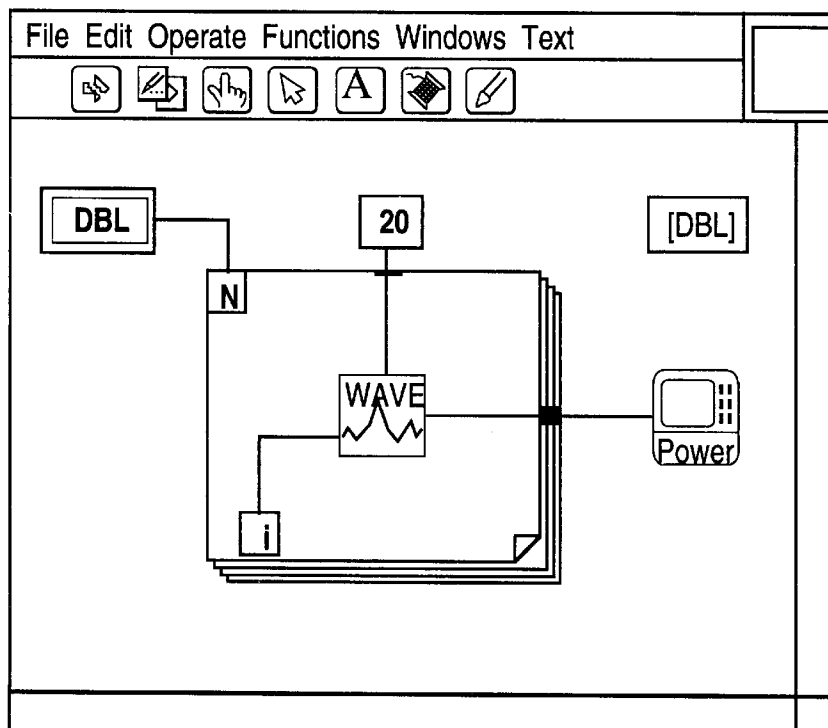 File Edit Operate Functions Windows Text
A
DBL
20
[DBL]
N
WAVE
Power
i